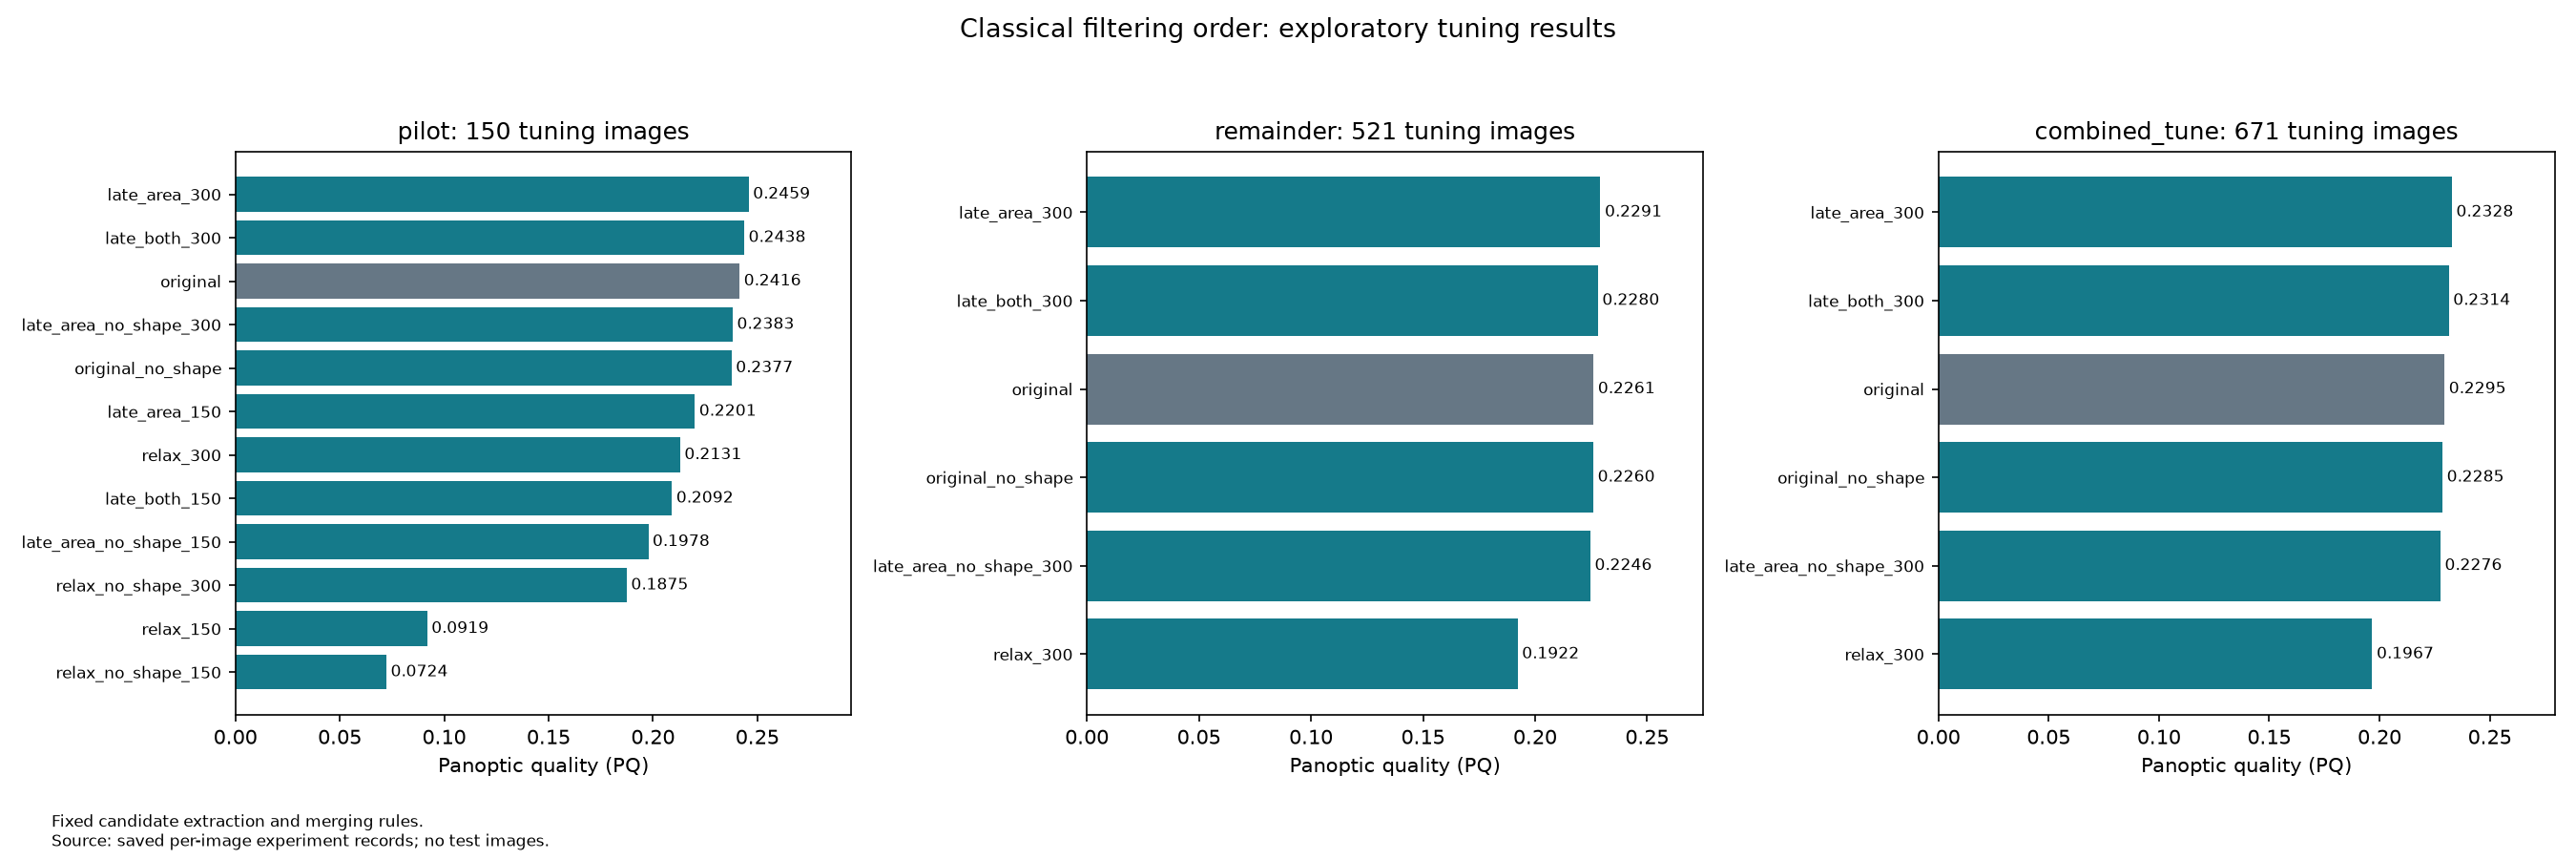 Classical filtering order: exploratory tuning results
pilot: 150 tuning images
late_area_300 0.2459
late_both_300 0.2438
original 0.2416
late_area_no_shape_300 0.2383
original_no_shape 0.2377
late_area_150 0.2201
relax_300 0.2131
late_both_150 0.2092
late_area_no_shape_150 0.1978
relax_no_shape_300 0.1875
relax_150 0.0919
relax_no_shape_150 0.0724
0.00 0.05 0.10 0.15 0.20 0.25
Panoptic quality (PQ)
remainder: 521 tuning images
late_area_300 0.2291
late_both_300 0.2280
original 0.2261
original_no_shape 0.2260
late_area_no_shape_300 0.2246
relax_300 0.1922
0.00 0.05 0.10 0.15 0.20 0.25
Panoptic quality (PQ)
combined_tune: 671 tuning images
late_area_300 0.2328
late_both_300 0.2314
original 0.2295
original_no_shape 0.2285
late_area_no_shape_300 0.2276
relax_300 0.1967
0.00 0.05 0.10 0.15 0.20 0.25
Panoptic quality (PQ)
Fixed candidate extraction and merging rules.
Source: saved per-image experiment records; no test images.